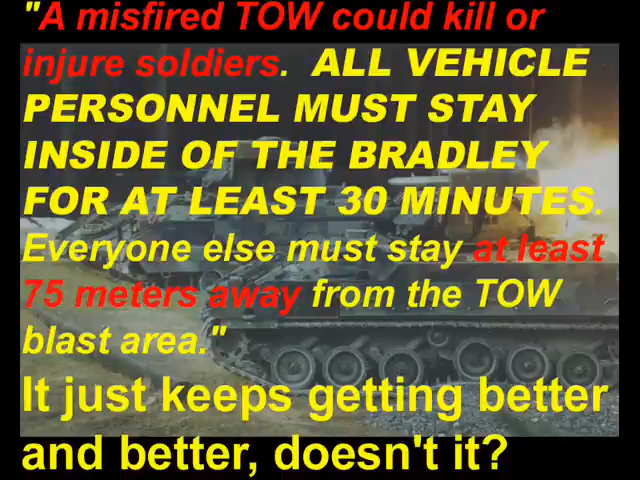 "A misfired TOW could kill or
injure soldiers.  ALL VEHICLE
PERSONNEL MUST STAY
INSIDE OF THE BRADLEY
FOR AT LEAST 30 MINUTES.
Everyone else must stay at least
75 meters away from the TOW
blast area."
It just keeps getting better
and better, doesn't it?